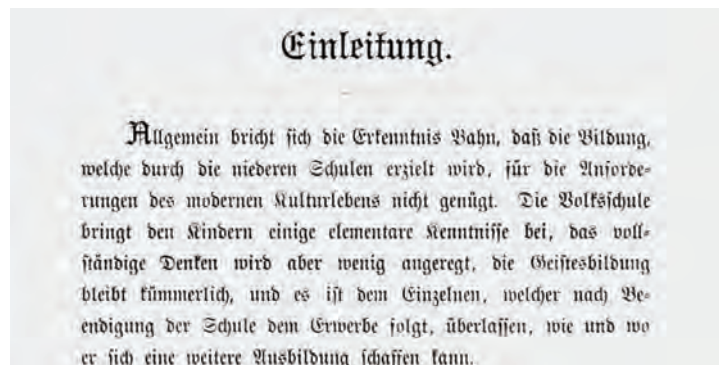 Einleitung.
Allgemein bricht sich die Erkenntnis Bahn, daß die Bildung,
welche durch die niederen Schulen erzielt wird, für die Anforde-
rungen des modernen Kulturlebens nicht genügt. Die Volksschule
bringt den Kindern einige elementare Kenntnisse bei, das voll-
ständige Denken wird aber wenig angeregt, die Geistesbildung
bleibt kümmerlich, und es ist dem Einzelnen, welcher nach Be-
endigung der Schule dem Erwerbe folgt, überlassen, wie und wo
er sich eine weitere Ausbildung schaffen kann.